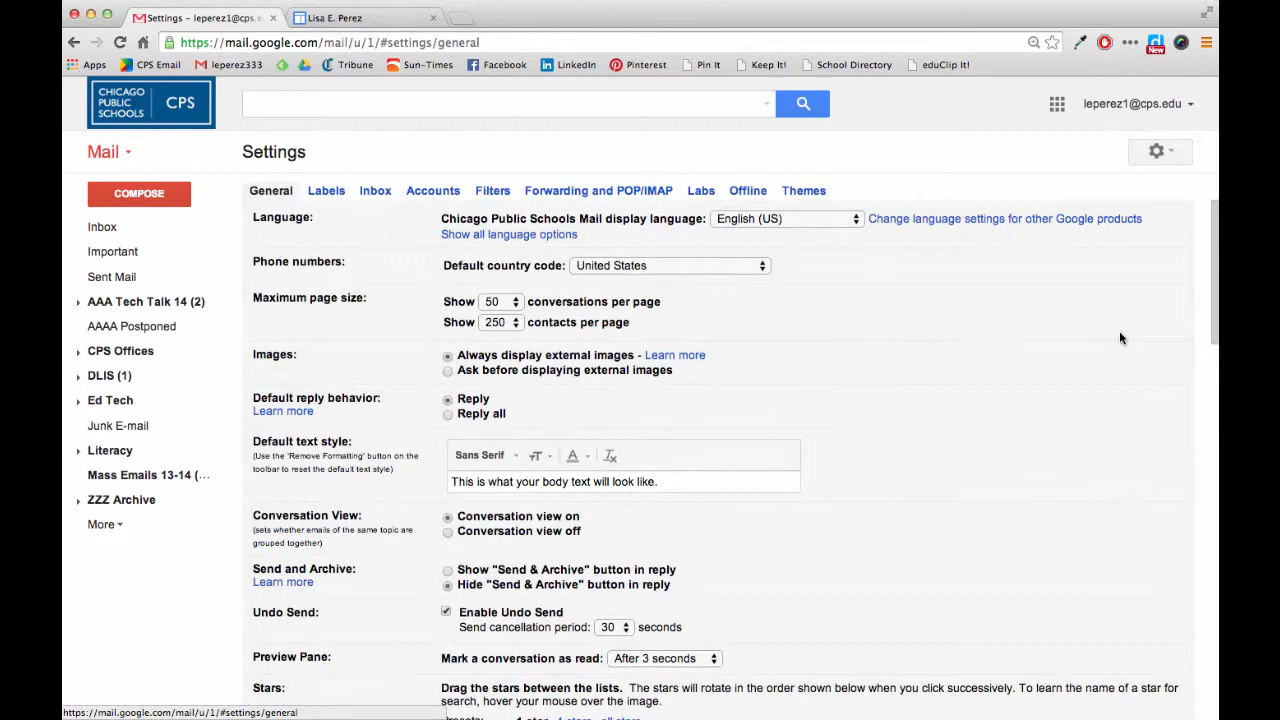 Settings - leperez1@cps.e
Lisa E. Perez
https://mail.google.com/mail/u/1/#settings/general
Apps CPS Email leperez333 Tribune Sun-Times Facebook LinkedIn Pinterest Pin It Keep It! School Directory eduClip It!
New
CHICAGO PUBLIC SCHOOLS CPS
leperez1@cps.edu
Mail
Settings
COMPOSE
Inbox
Important
Sent Mail
AAA Tech Talk 14 (2)
AAAA Postponed
CPS Offices
DLIS (1)
Ed Tech
Junk E-mail
Literacy
Mass Emails 13-14 (...
ZZZ Archive
More
General Labels Inbox Accounts Filters Forwarding and POP/IMAP Labs Offline Themes
Language: Chicago Public Schools Mail display language: English (US) Change language settings for other Google products
Show all language options
Phone numbers: Default country code: United States
Maximum page size: Show 50 conversations per page
Show 250 contacts per page
Images: Always display external images - Learn more
Ask before displaying external images
Default reply behavior: Reply
Learn more Reply all
Default text style: Sans Serif
(Use the 'Remove Formatting' button on the
toolbar to reset the default text style)
This is what your body text will look like.
Conversation View: Conversation view on
(sets whether emails of the same topic are
grouped together)
Conversation view off
Send and Archive: Show "Send & Archive" button in reply
Learn more Hide "Send & Archive" button in reply
Undo Send: Enable Undo Send
Send cancellation period: 30 seconds
Preview Pane: Mark a conversation as read: After 3 seconds
Stars: Drag the stars between the lists. The stars will rotate in the order shown below when you click successively. To learn the name of a star for
search, hover your mouse over the image.
https://mail.google.com/mail/u/1/#settings/general